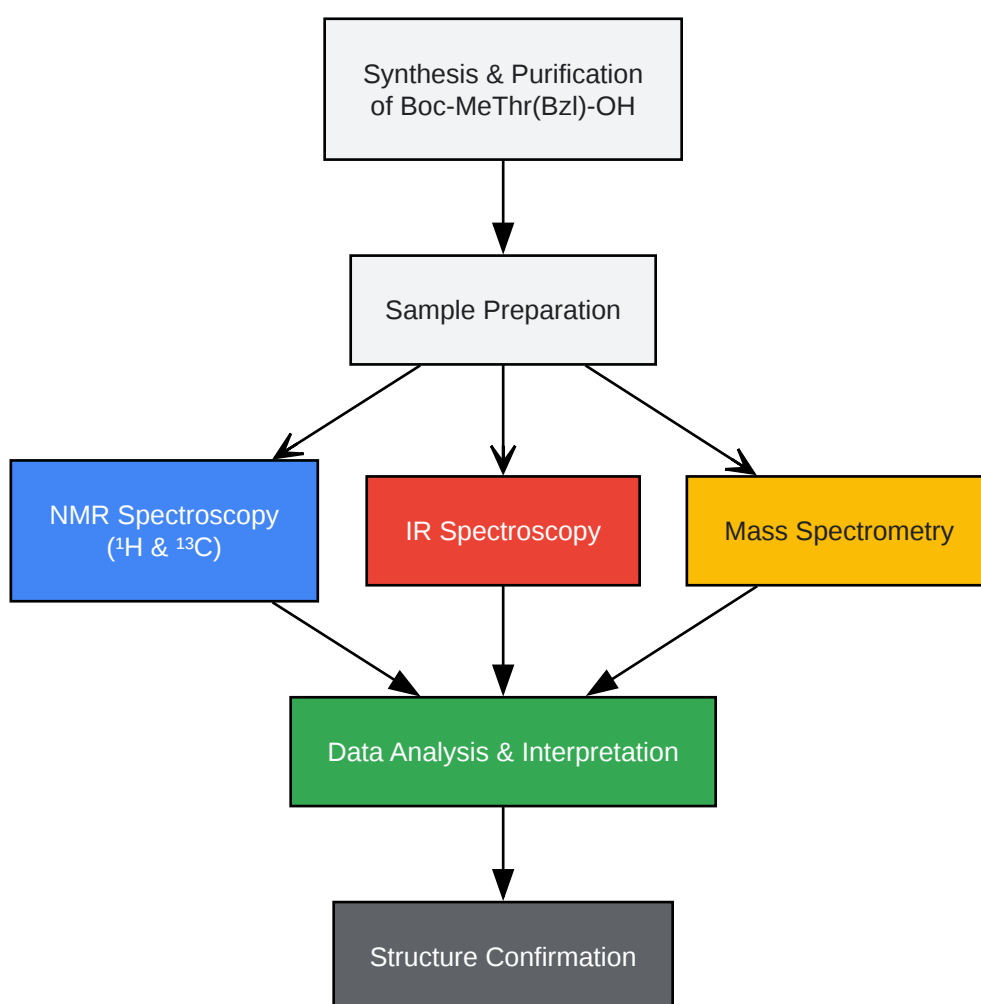 Synthesis & Purification
of Boc-MeThr(Bzl)-OH
Sample Preparation
NMR Spectroscopy
(¹H & ¹³C)
IR Spectroscopy
Mass Spectrometry
Data Analysis & Interpretation
Structure Confirmation